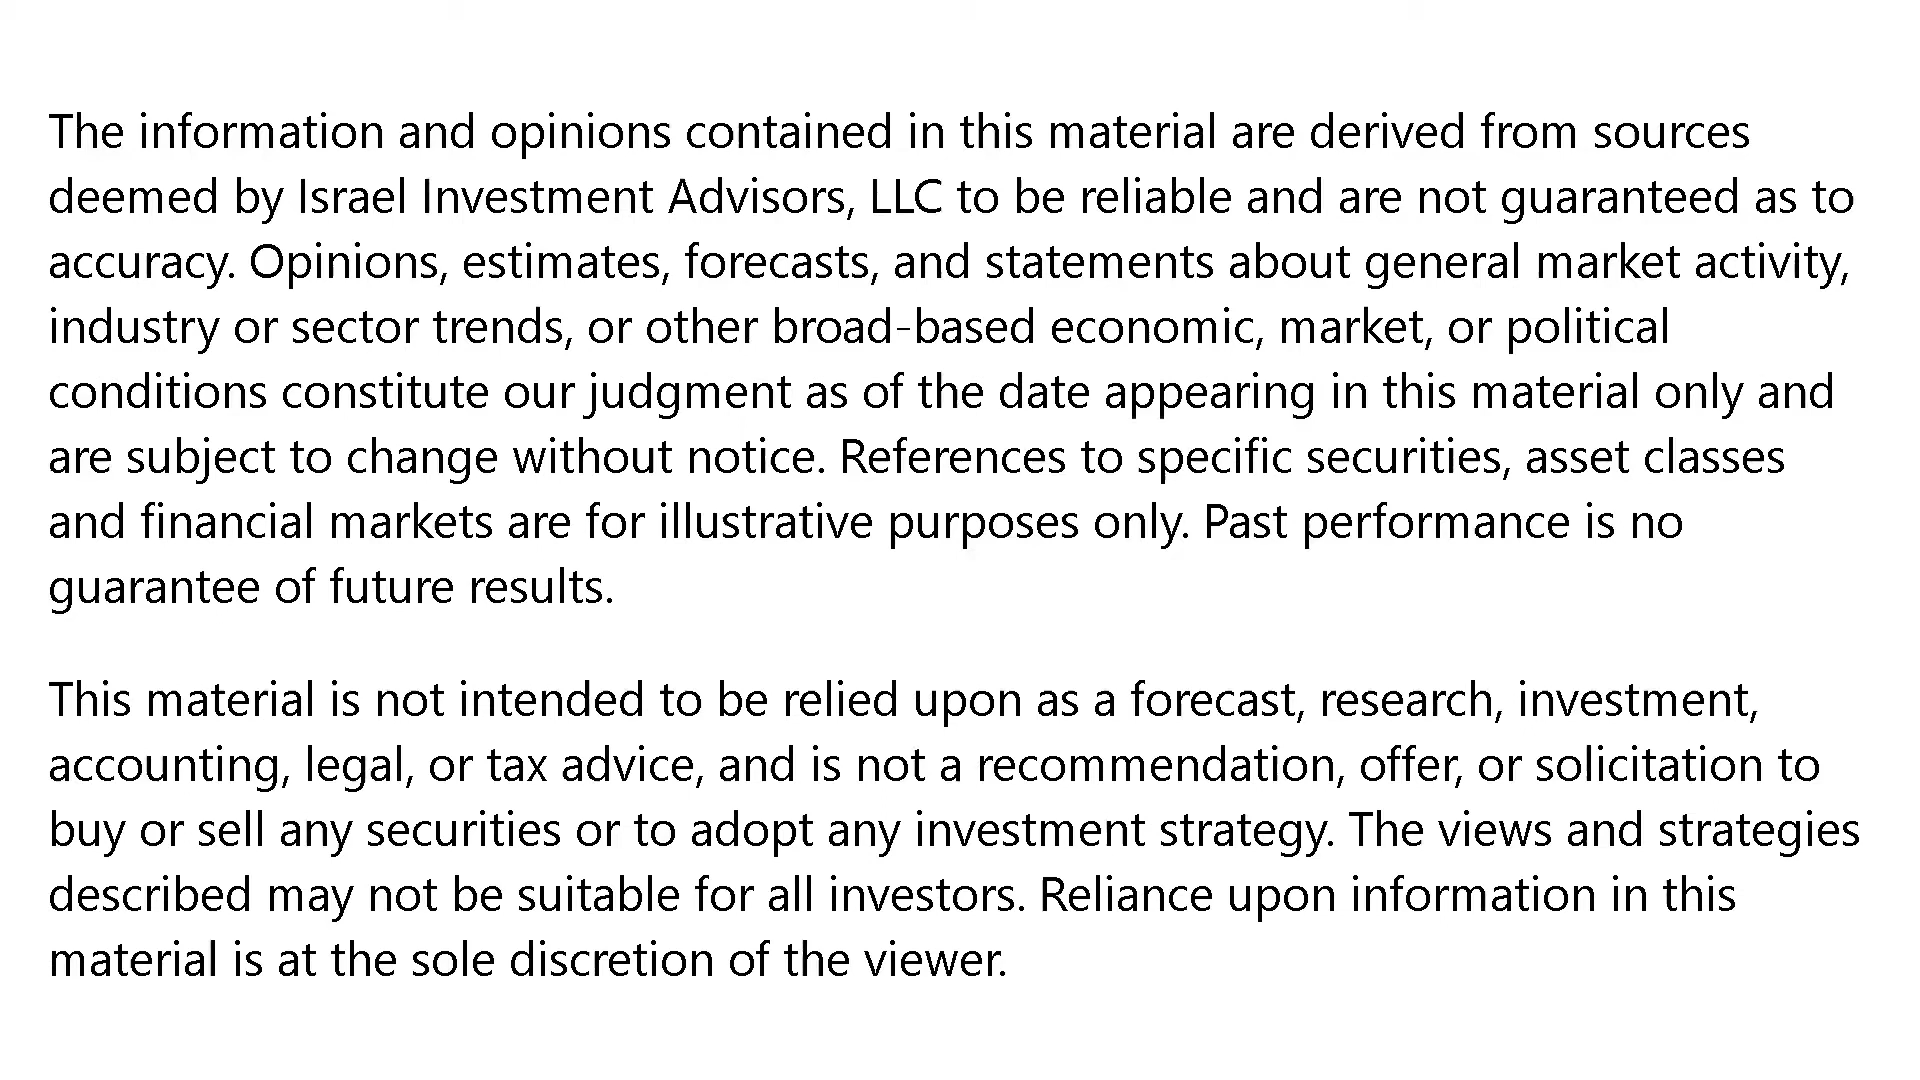 The information and opinions contained in this material are derived from sources
deemed by Israel Investment Advisors, LLC to be reliable and are not guaranteed as to
accuracy. Opinions, estimates, forecasts, and statements about general market activity,
industry or sector trends, or other broad-based economic, market, or political
conditions constitute our judgment as of the date appearing in this material only and
are subject to change without notice. References to specific securities, asset classes
and financial markets are for illustrative purposes only. Past performance is no
guarantee of future results.
This material is not intended to be relied upon as a forecast, research, investment,
accounting, legal, or tax advice, and is not a recommendation, offer, or solicitation to
buy or sell any securities or to adopt any investment strategy. The views and strategies
described may not be suitable for all investors. Reliance upon information in this
material is at the sole discretion of the viewer.